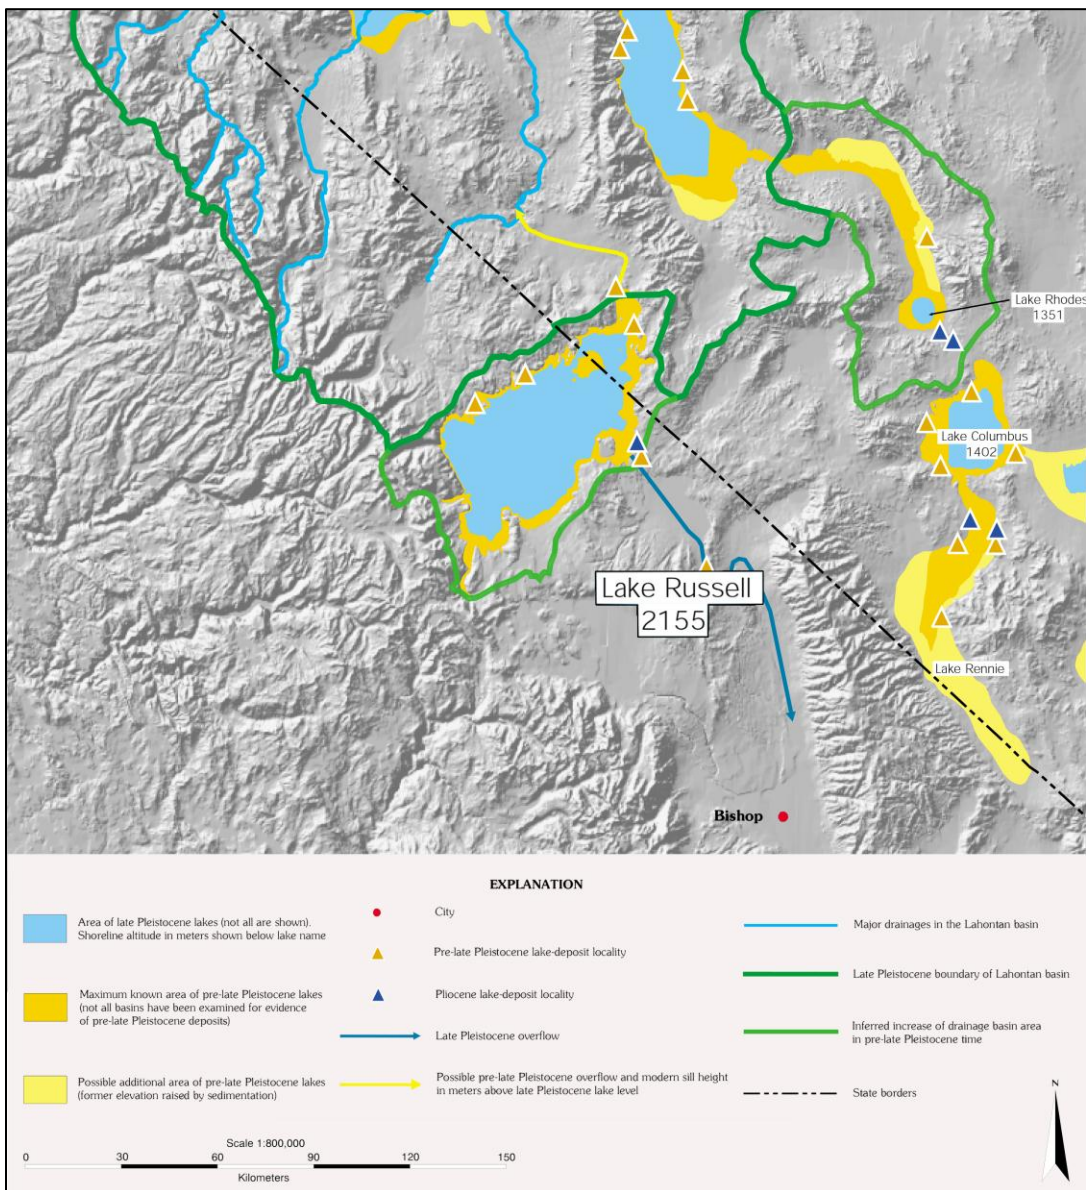 Lake Rhodes
1351
Lake Columbus
1402
Lake Russell
2155
Lake Rennie
Bishop
EXPLANATION
Area of late Pleistocene lakes (not all are shown).
Shoreline altitude in meters shown below lake name
Maximum known area of pre-late Pleistocene lakes
(not all basins have been examined for evidence
of pre-late Pleistocene deposits)
Possible additional area of pre-late Pleistocene lakes
(former elevation raised by sedimentation)
City
Pre-late Pleistocene lake-deposit locality
Pliocene lake-deposit locality
Late Pleistocene overflow
Possible pre-late Pleistocene overflow and modern sill height
in meters above late Pleistocene lake level
Major drainages in the Lahontan basin
Late Pleistocene boundary of Lahontan basin
Inferred increase of drainage basin area
in pre-late Pleistocene time
State borders
N
Scale 1:800,000
0 30 60 90 120 150
Kilometers